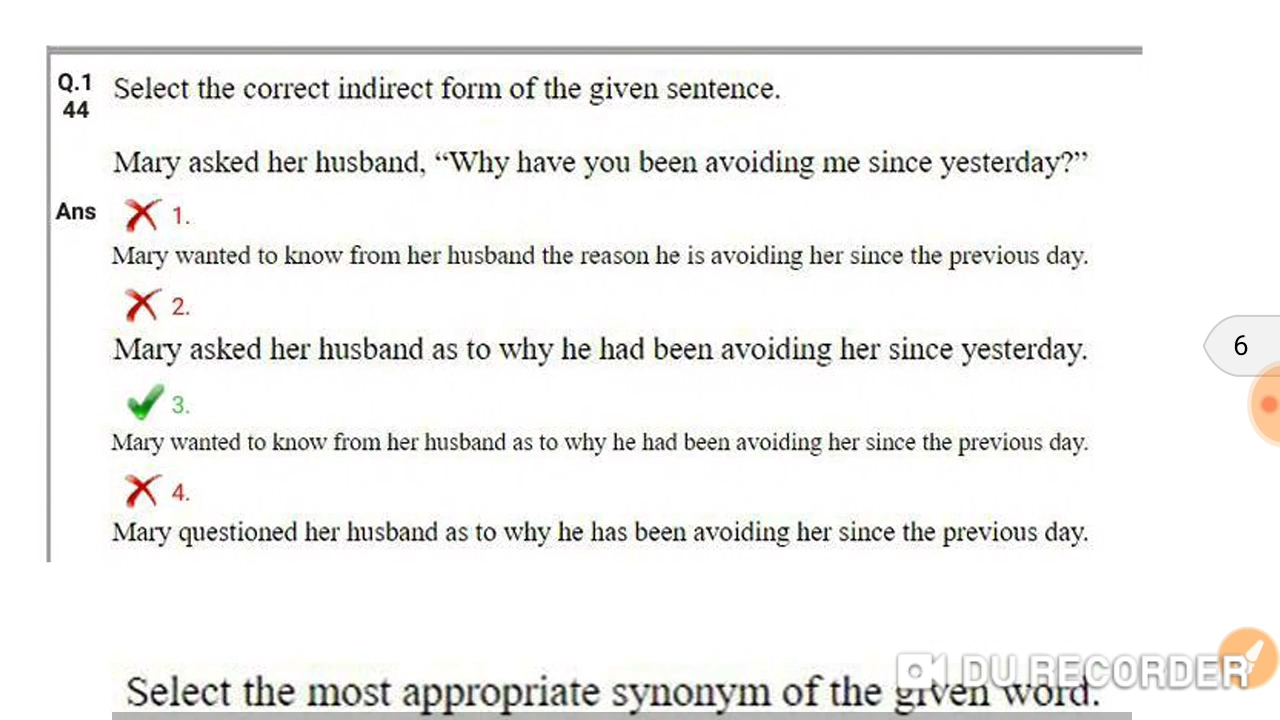 Q.1 Select the correct indirect form of the given sentence.
44
Mary asked her husband, “Why have you been avoiding me since yesterday?”
Ans 1.
Mary wanted to know from her husband the reason he is avoiding her since the previous day.
2.
Mary asked her husband as to why he had been avoiding her since yesterday.
6
3.
Mary wanted to know from her husband as to why he had been avoiding her since the previous day.
4.
Mary questioned her husband as to why he has been avoiding her since the previous day.
DU RECORDER
Select the most appropriate synonym of the given word.